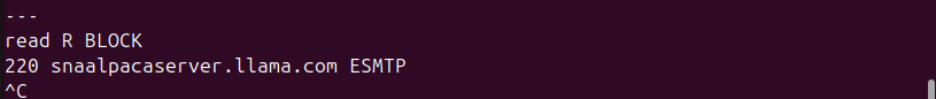 ---
read R BLOCK
220 snaalpacaserver.llama.com ESMTP
^C